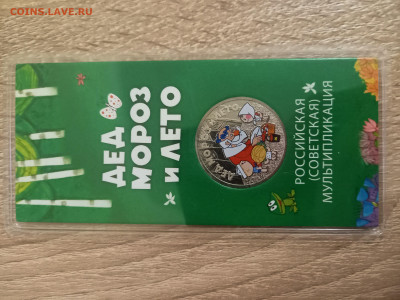 COINS.LAVE.RU
ДЕД
МОРОЗ
И ЛЕТО
РОССИЙСКАЯ
(СОВЕТСКАЯ)
МУЛЬТИПЛИКАЦИЯ